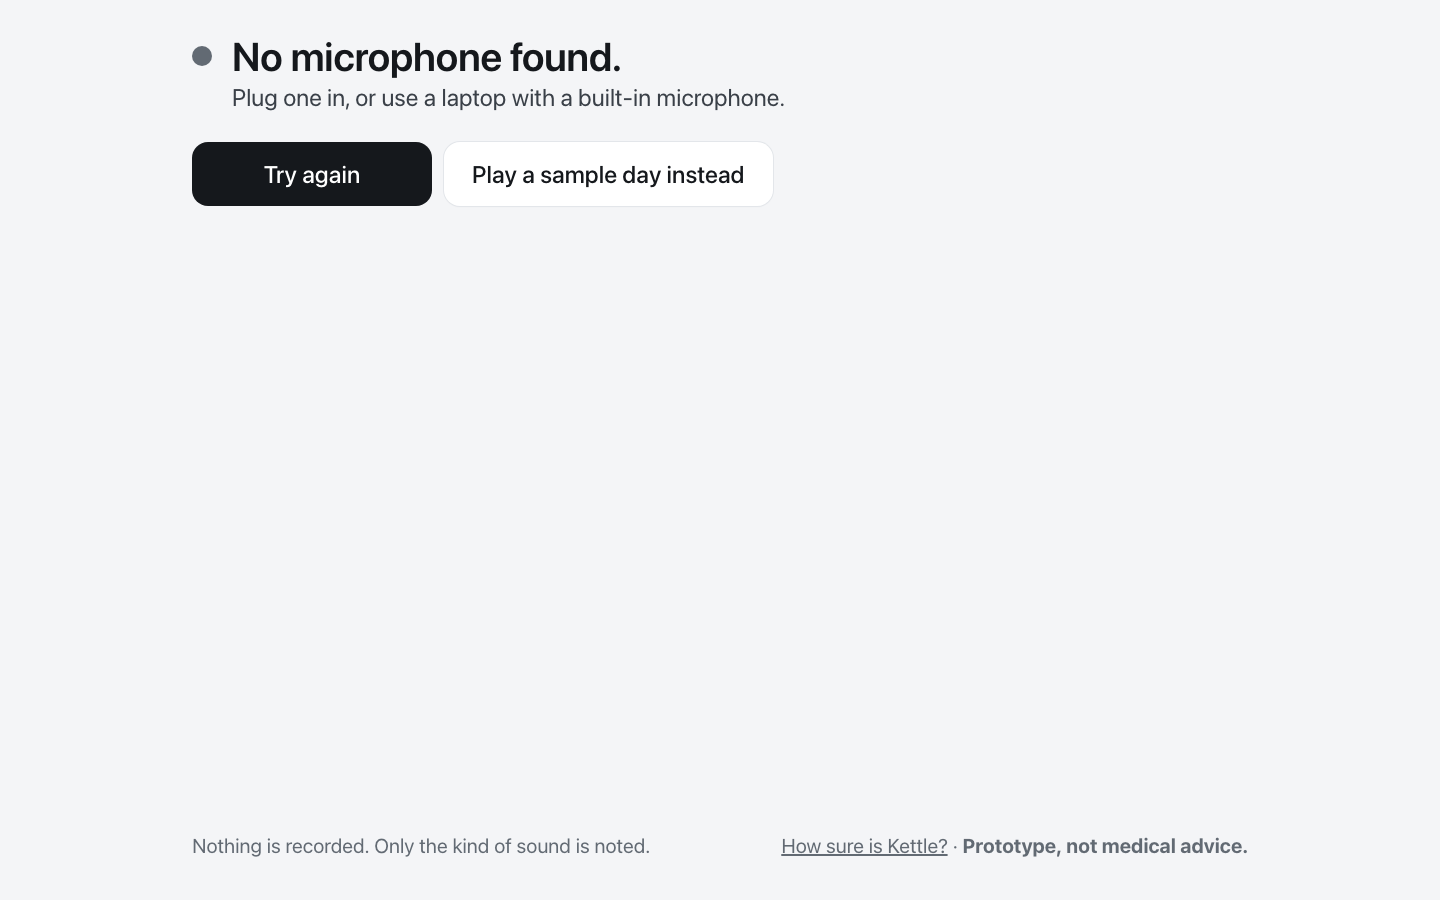 No microphone found.
Plug one in, or use a laptop with a built-in microphone.
Try again
Play a sample day instead
Nothing is recorded. Only the kind of sound is noted.
How sure is Kettle? · Prototype, not medical advice.